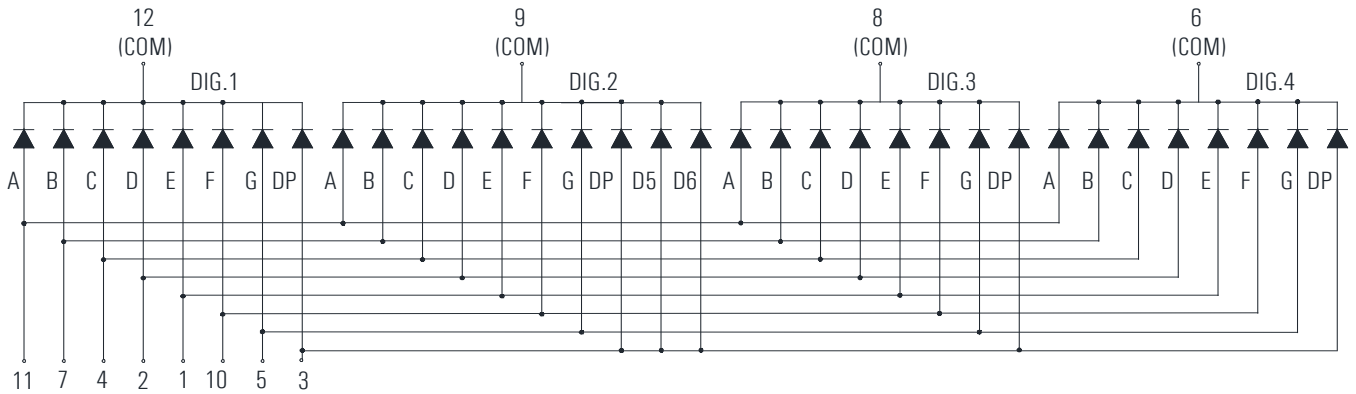 12 9 8 6
(COM) (COM) (COM) (COM)
DIG.1 DIG.2 DIG.3 DIG.4
A B C D E F G DP A B C D E F G DP D5 D6 A B C D E F G DP A B C D E F G DP
11 7 4 2 1 10 5 3